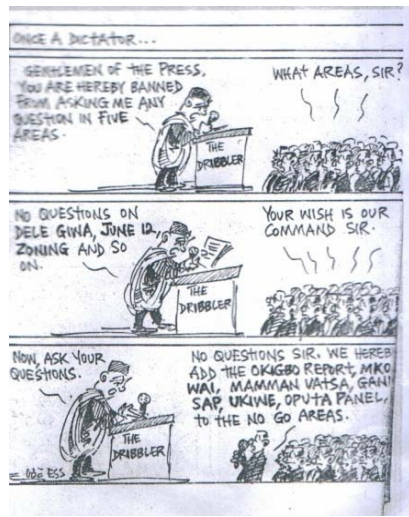 ONCE A DICTATOR...
GENTLEMEN OF THE PRESS,
YOU ARE HEREBY BANNED
FROM ASKING ME ANY
QUESTION IN FIVE
AREAS.
WHAT AREAS, SIR?
THE
DRIBBLER
NO QUESTIONS ON
DELE GIWA, JUNE 12,
ZONING AND SO
ON.
YOUR WISH IS OUR
COMMAND SIR.
THE
DRIBBLER
NOW, ASK YOUR
QUESTIONS.
NO QUESTIONS SIR. WE HEREB
ADD THE OKIGBO REPORT, MKO
WAI, MAMMAN VATSA, GANI
SAP, UKIWE, OPUTA PANEL,
TO THE NO GO AREAS.
THE
DRIBBLER
ESS